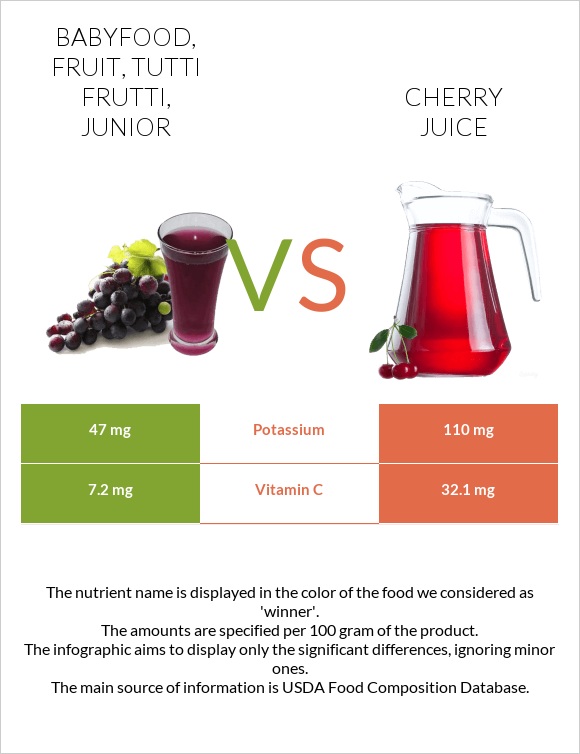 BABYFOOD,
FRUIT, TUTTI
FRUTTI,
JUNIOR
CHERRY
JUICE
VS
47 mg Potassium 110 mg
7.2 mg Vitamin C 32.1 mg
The nutrient name is displayed in the color of the food we considered as
'winner'.
The amounts are specified per 100 gram of the product.
The infographic aims to display only the significant differences, ignoring minor
ones.
The main source of information is USDA Food Composition Database.